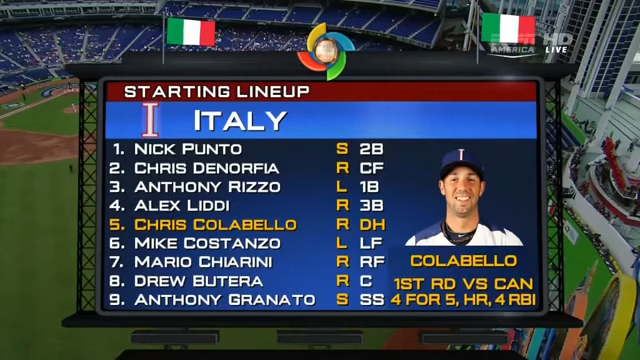 ESPN HD
AMERICA LIVE
STARTING LINEUP
I ITALY
1. NICK PUNTO S 2B
2. CHRIS DENORFIA R CF
3. ANTHONY RIZZO L 1B
4. ALEX LIDDI R 3B
5. CHRIS COLABELLO R DH
6. MIKE COSTANZO L LF
7. MARIO CHIARINI R RF
8. DREW BUTERA R C
9. ANTHONY GRANATO S SS
I
COLABELLO
1ST RD VS CAN
4 FOR 5, HR, 4 RBI